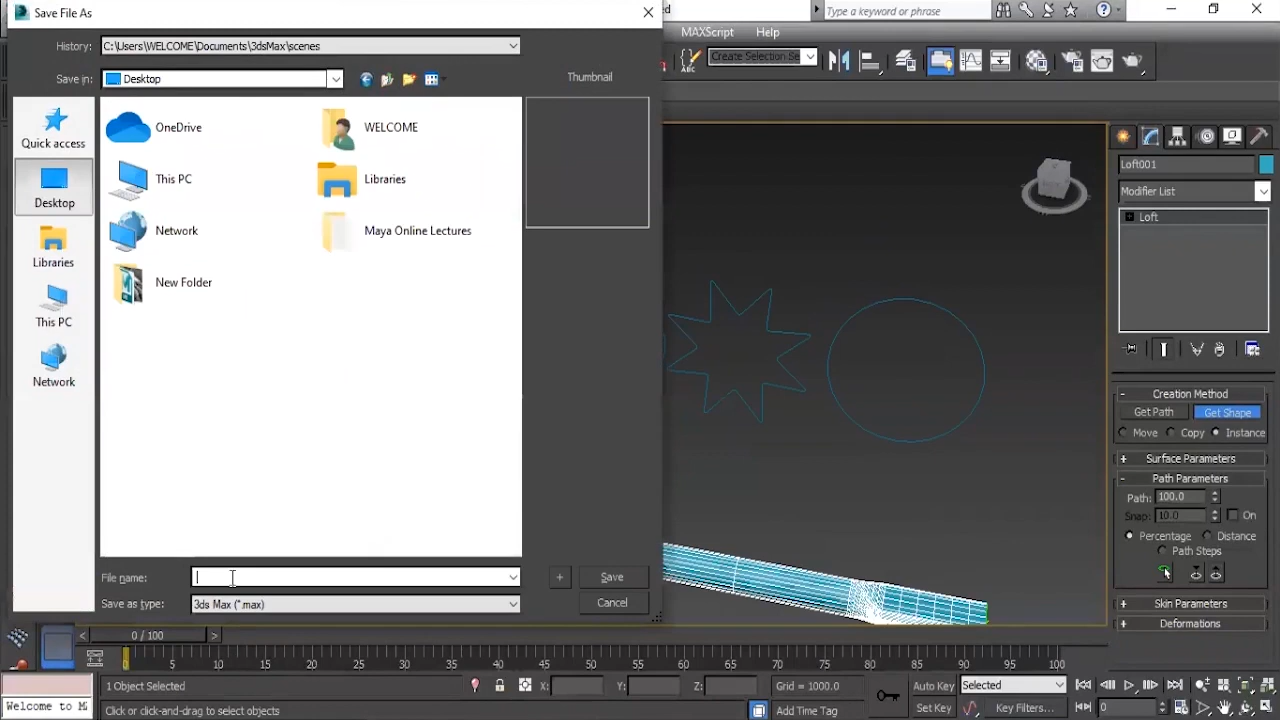 Save File As
ed
Type a keyword or phrase
History:
C:\Users\WELCOME\Documents\3dsMax\scenes
MAXScript
Help
Save in:
Desktop
Thumbnail
ABC
Create Selection Se
Quick access
OneDrive
WELCOME
Loft001
Desktop
This PC
Libraries
Modifier List
Libraries
Network
Maya Online Lectures
Loft
This PC
New Folder
Network
Creation Method
Get Path
Get Shape
Move
Copy
Instance
Surface Parameters
Path Parameters
Path:
100.0
Snap:
10.0
On
Percentage
Distance
Path Steps
File name:
+
Save
Save as type:
3ds Max (*.max)
Cancel
Skin Parameters
Deformations
<
0 / 100
>
0
5
10
15
20
25
30
35
40
45
50
55
60
65
70
75
80
85
90
95
100
1 Object Selected
X:
Y:
Z:
Grid = 1000.0
Auto Key
Selected
Welcome to M
Click or click-and-drag to select objects
Add Time Tag
Set Key
Key Filters...
0